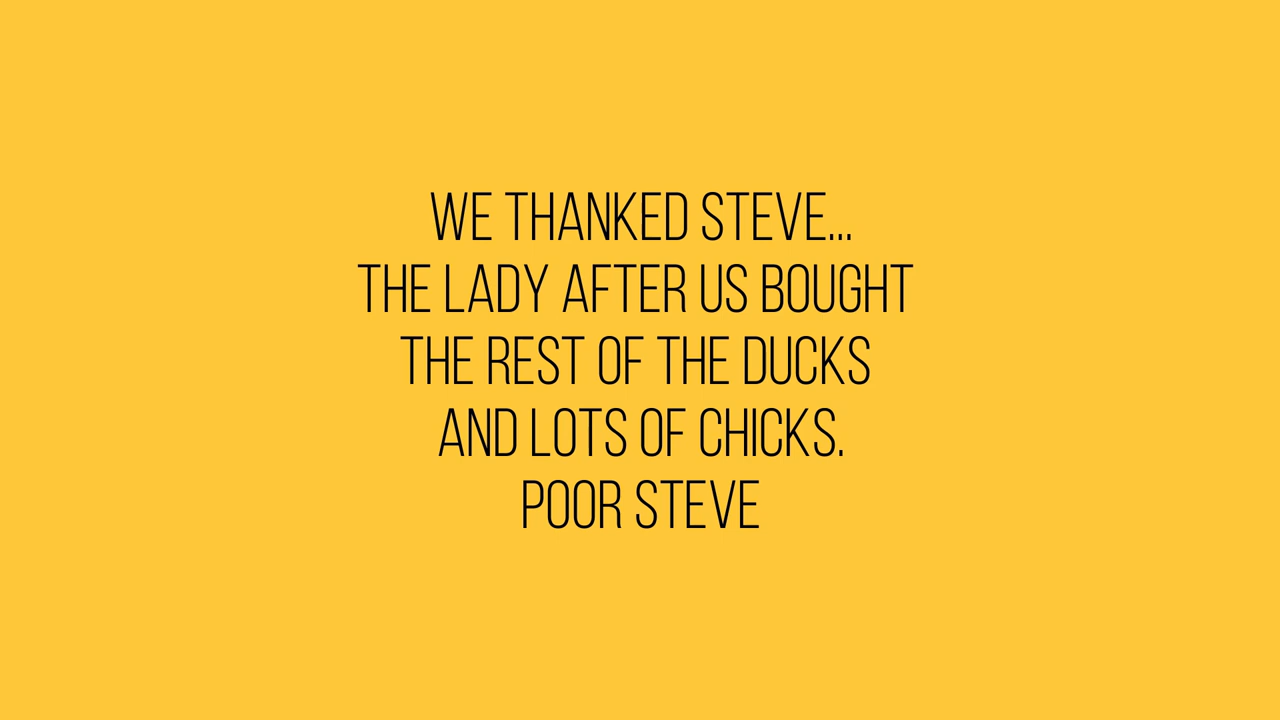 WE THANKED STEVE...
THE LADY AFTER US BOUGHT
THE REST OF THE DUCKS
AND LOTS OF CHICKS.
POOR STEVE